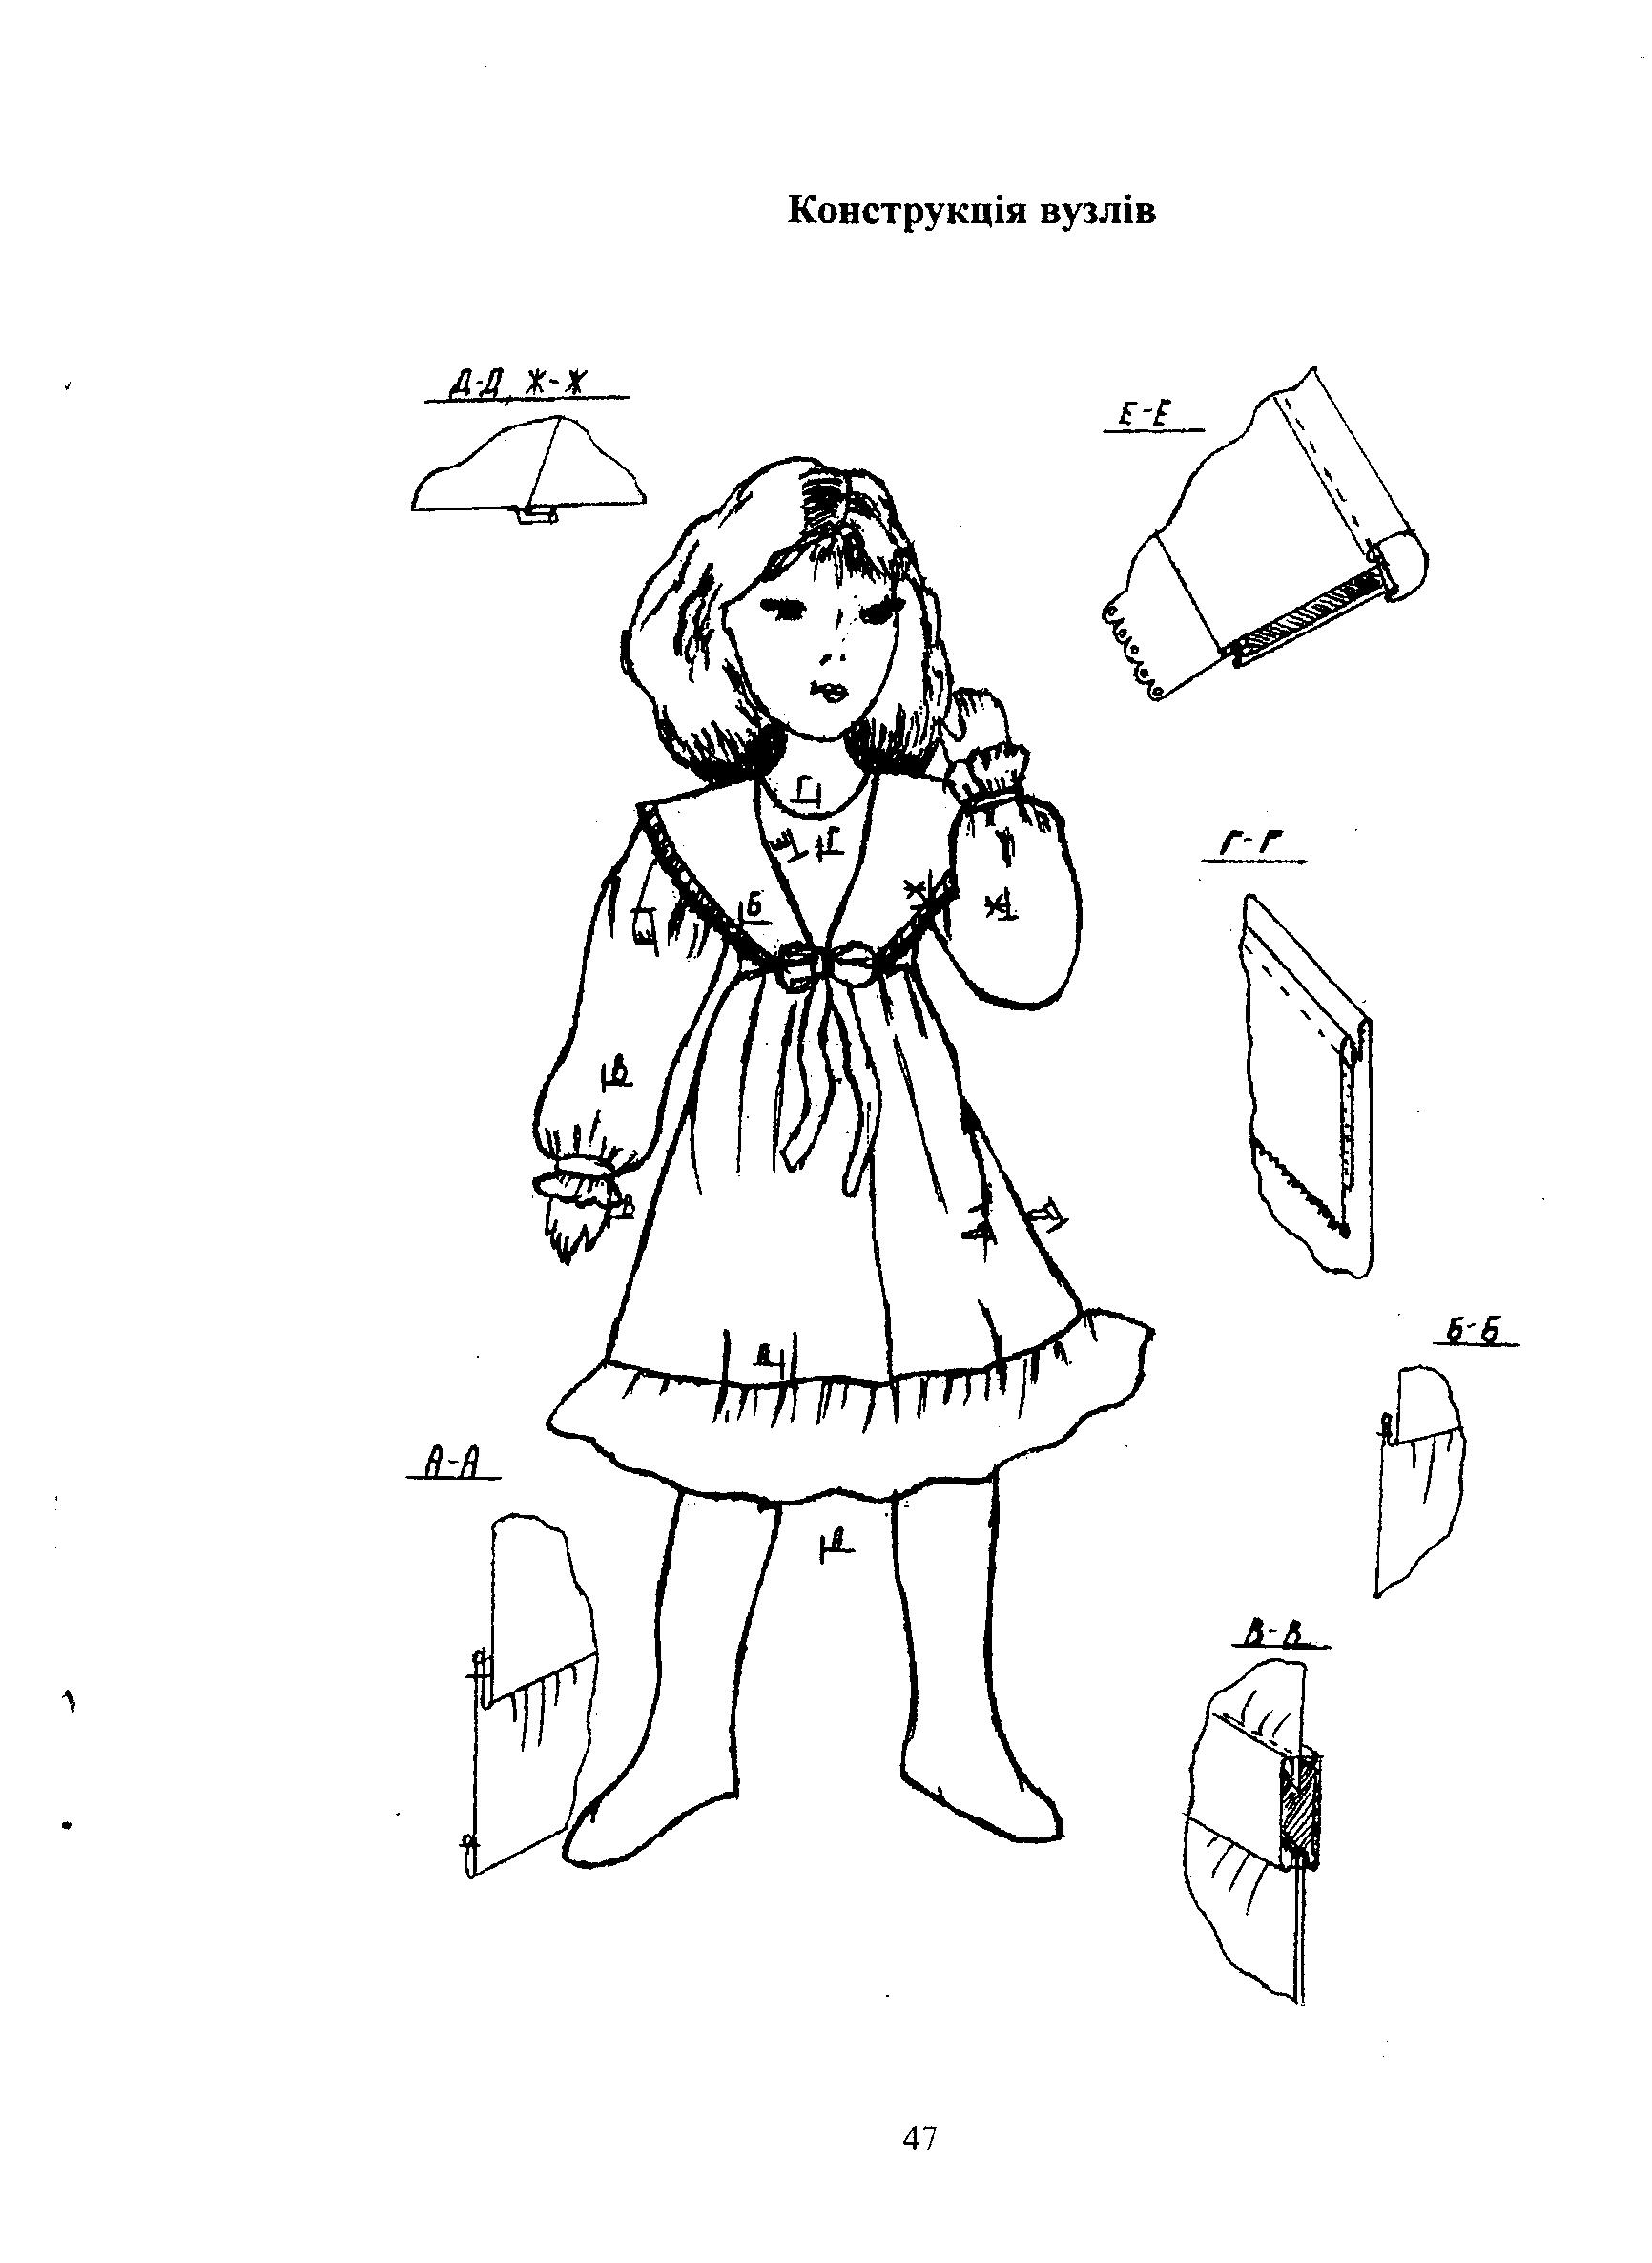 Конструкція вузлів
Д-Д, Ж-Ж
Е-Е
Г
Г
Е
Г-Г
Б
Ж
Ж
Е
В
В
Д
Д
Б-Б
А
А-А
А
В-В
47